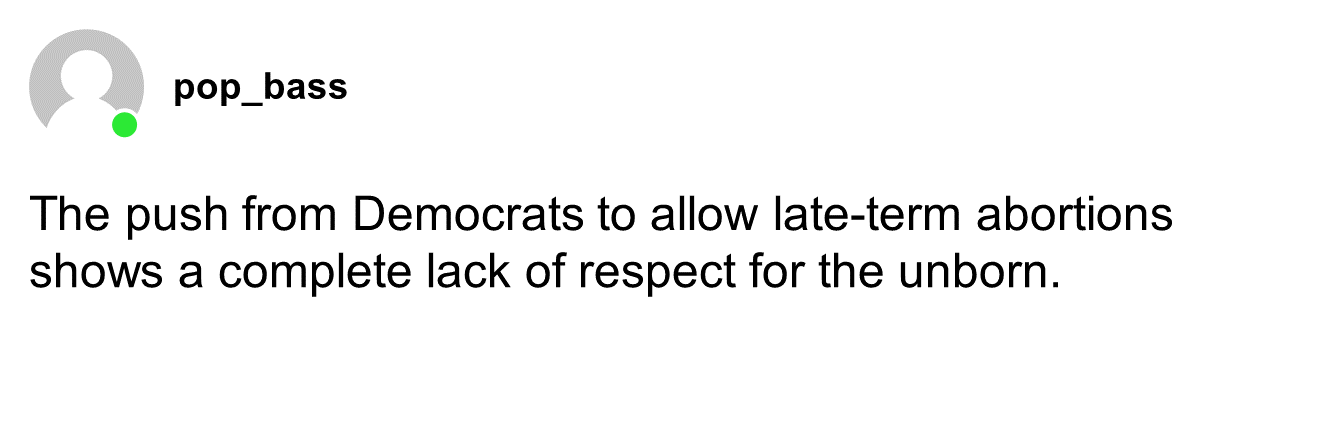 pop_bass
The push from Democrats to allow late-term abortions
shows a complete lack of respect for the unborn.